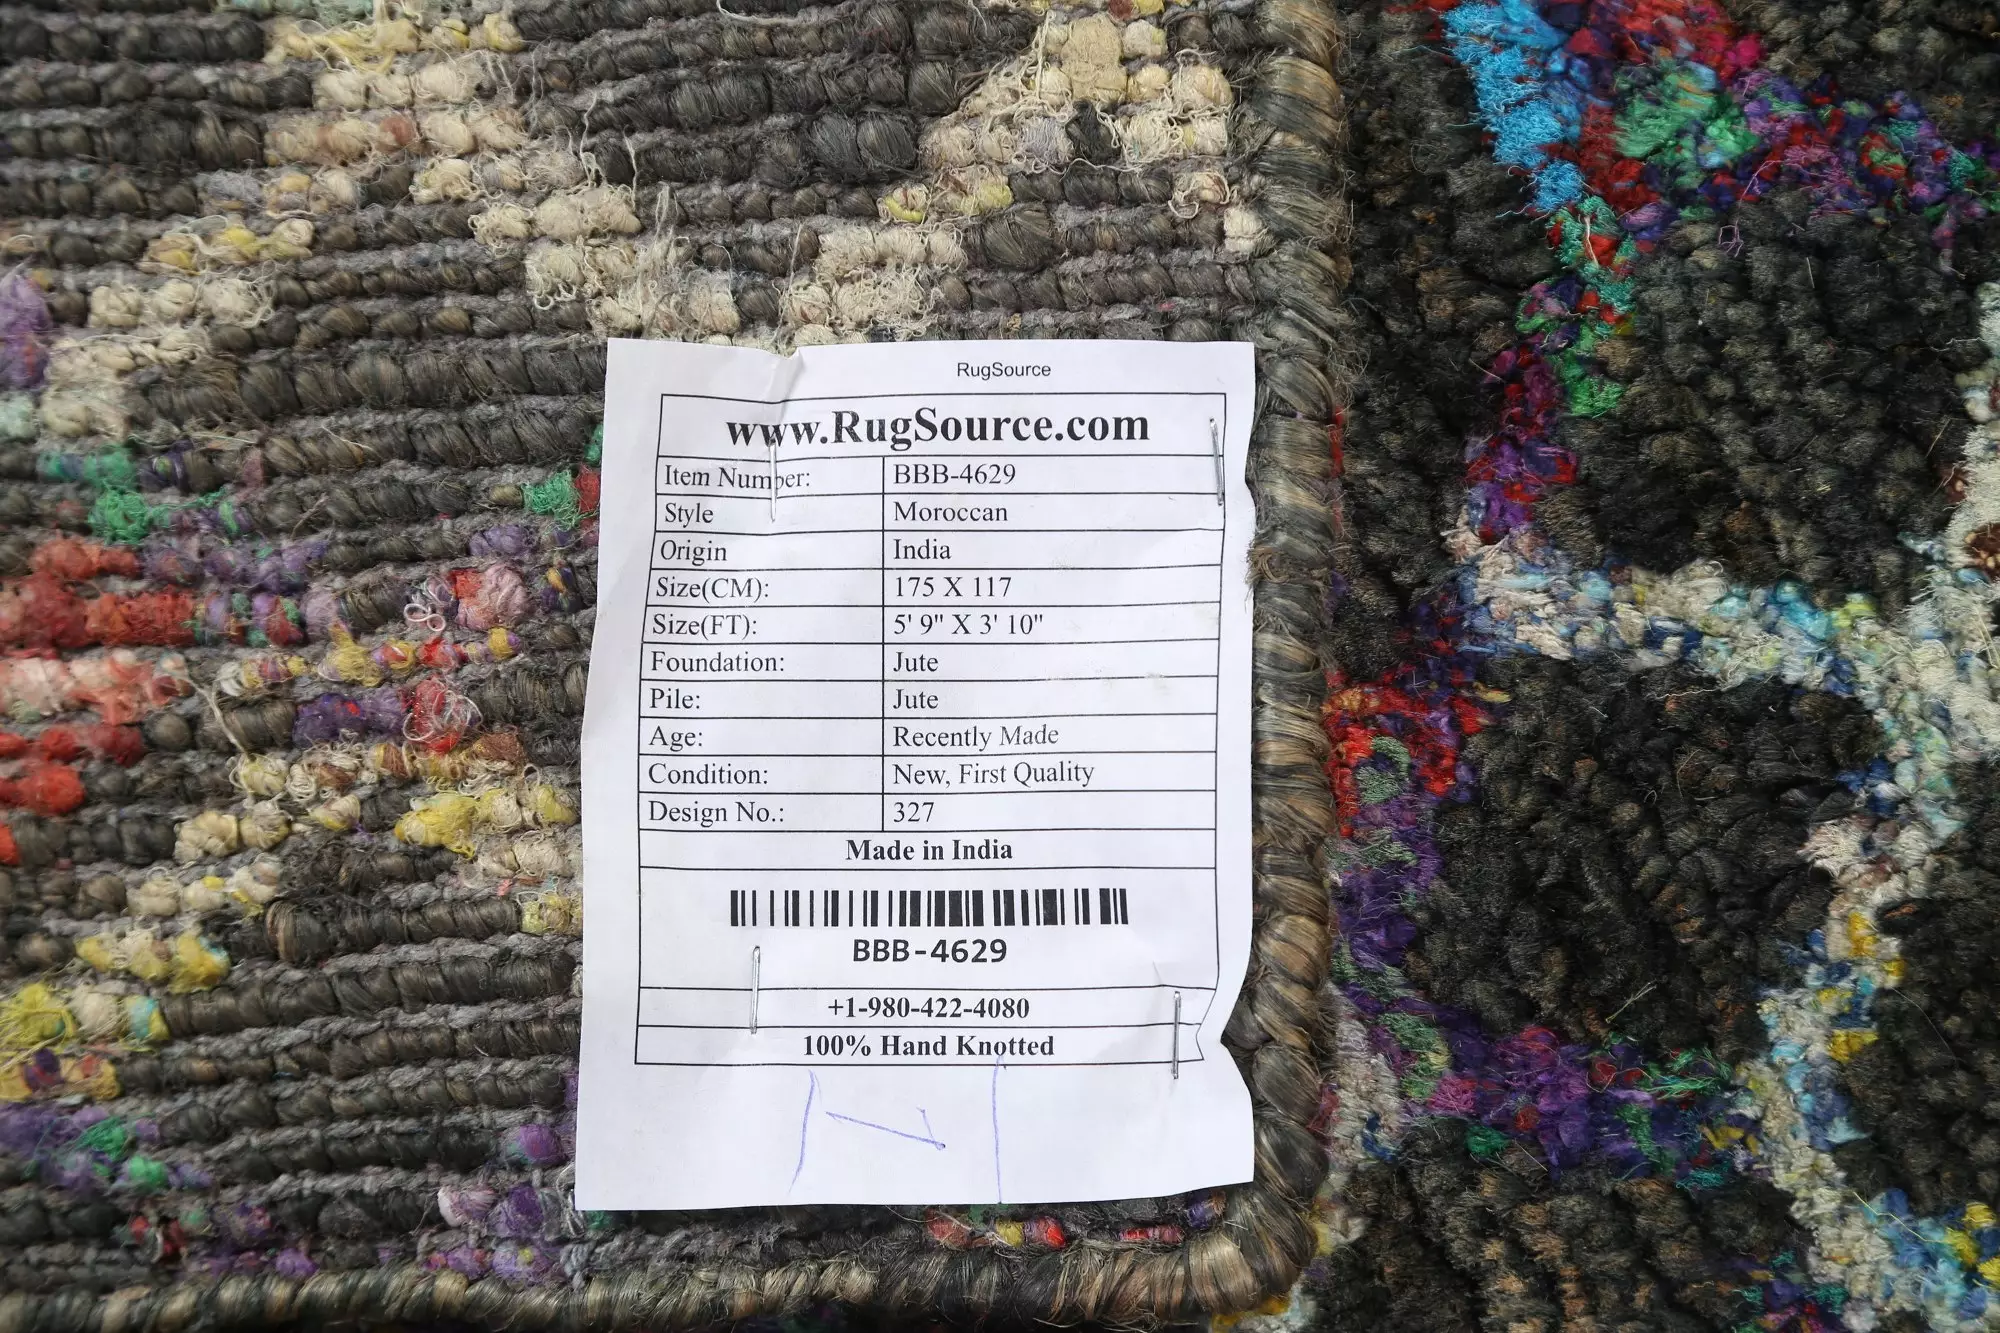 RugSource
www.RugSource.com
Item Number: BBB-4629
Style Moroccan
Origin India
Size(CM): 175 X 117
Size(FT): 5' 9" X 3' 10"
Foundation: Jute
Pile: Jute
Age: Recently Made
Condition: New, First Quality
Design No.: 327
Made in India
BBB-4629
+1-980-422-4080
100% Hand Knotted